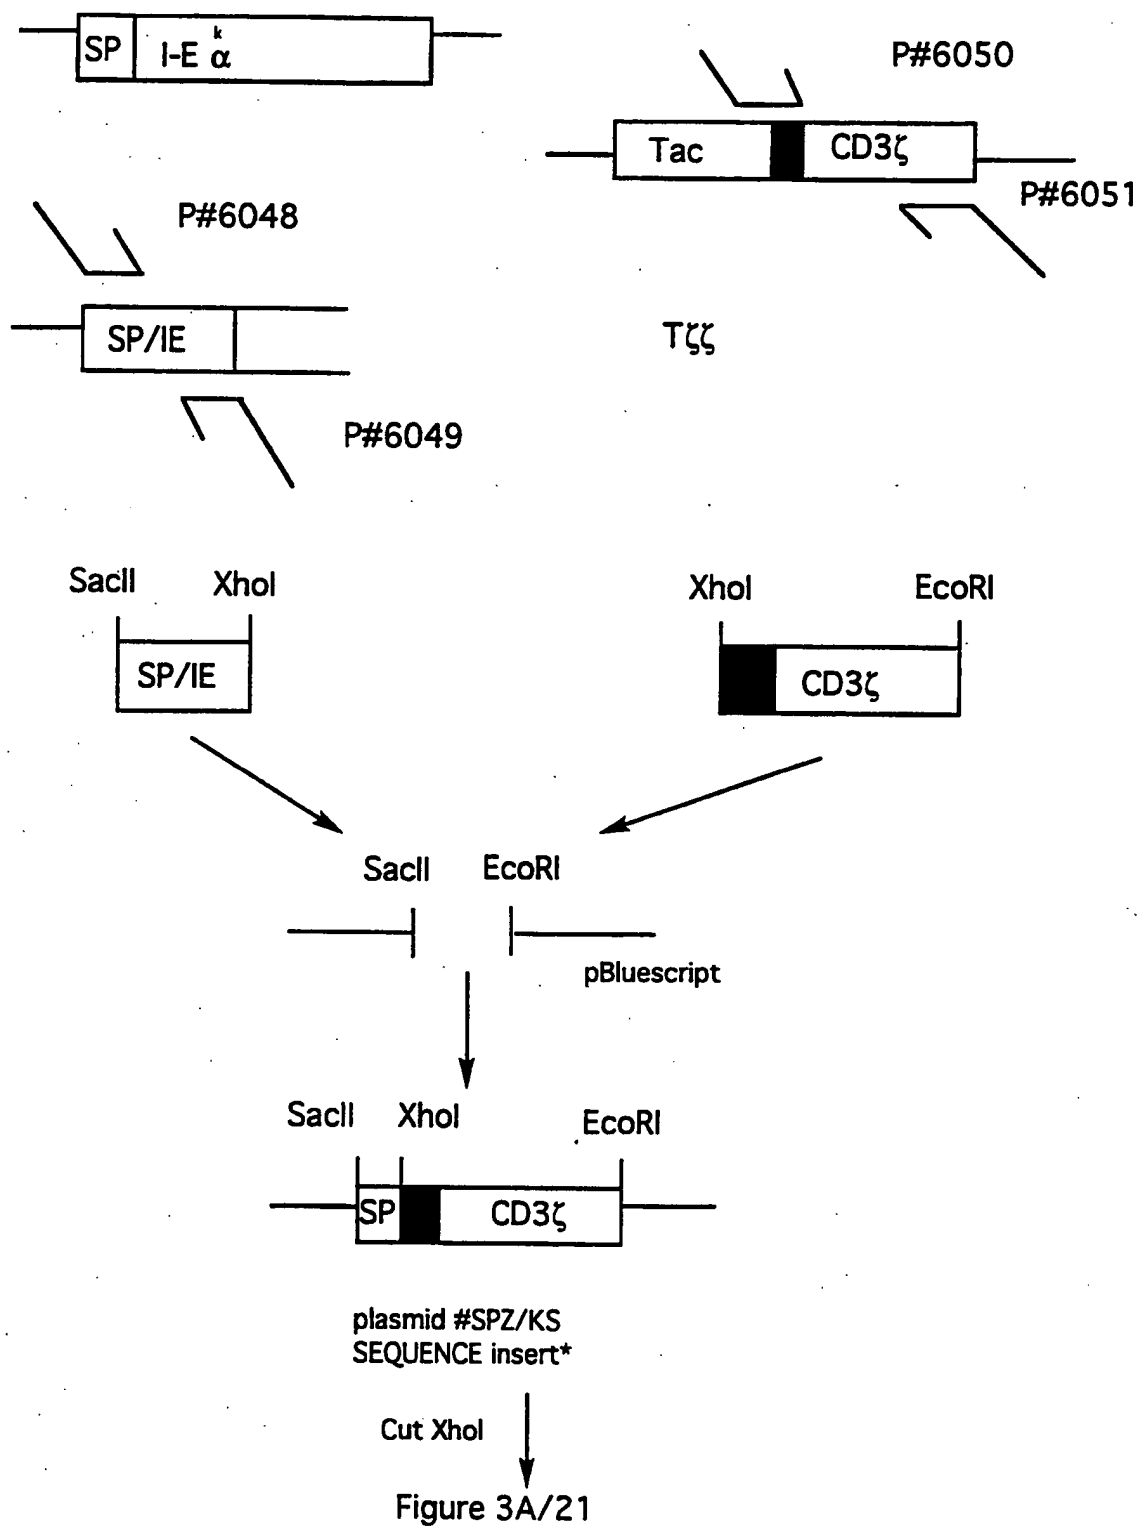 SP
I-E α k
P#6050
Tac
CD3ζ
P#6051
P#6048
SP/IE
Tζζ
P#6049
SacII XhoI
XhoI EcoRI
SP/IE
CD3ζ
SacII EcoRI
pBluescript
SacII XhoI EcoRI
SP
CD3ζ
plasmid #SPZ/KS
SEQUENCE insert*
Cut XhoI
Figure 3A/21